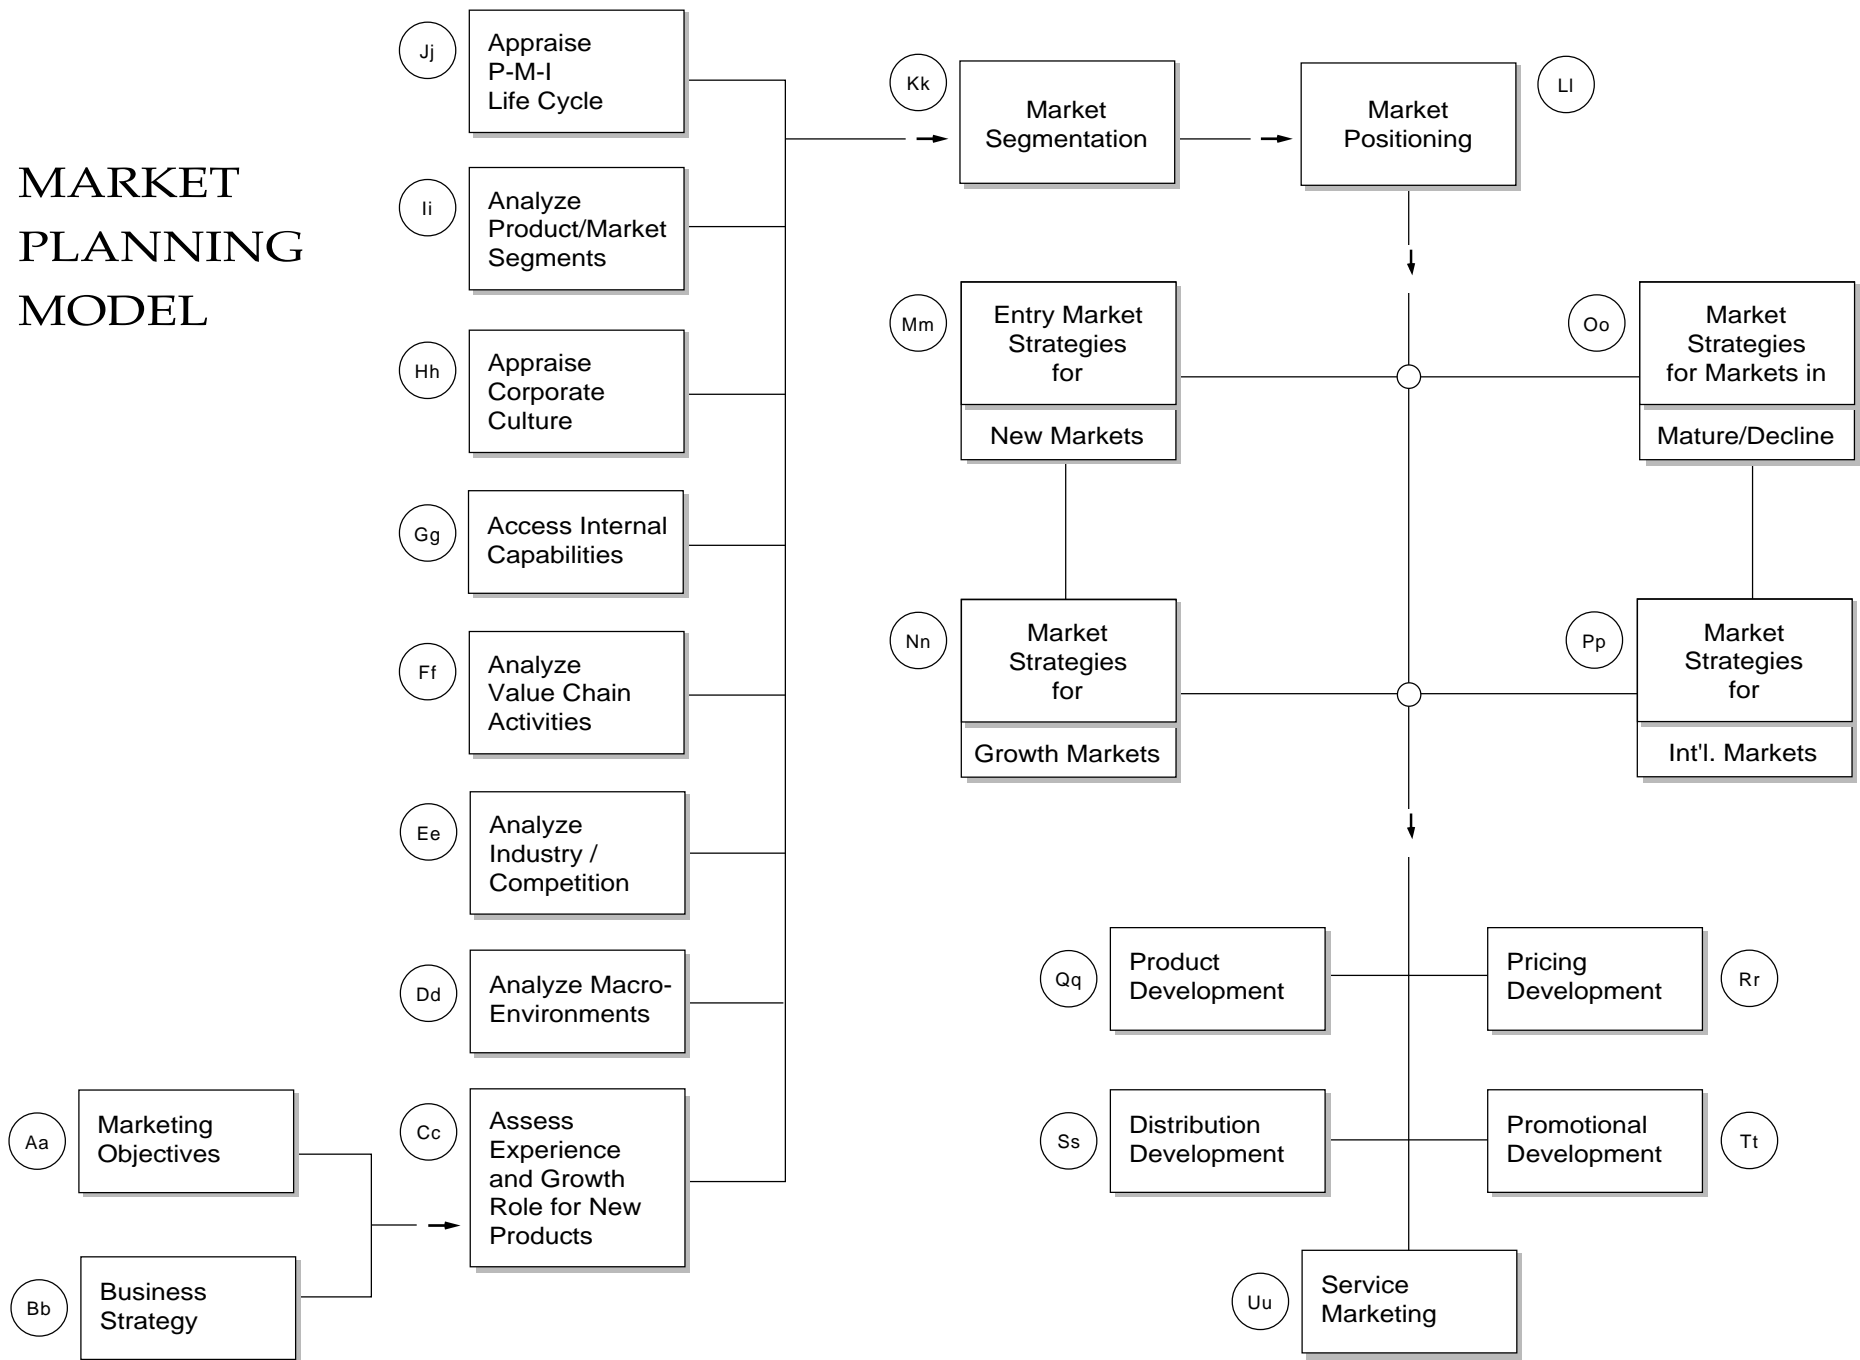 MARKET
PLANNING
MODEL
Jj
Appraise
P-M-I
Life Cycle
Ii
Analyze
Product/Market
Segments
Hh
Appraise
Corporate
Culture
Gg
Access Internal
Capabilities
Ff
Analyze
Value Chain
Activities
Ee
Analyze
Industry /
Competition
Dd
Analyze Macro-
Environments
Cc
Assess
Experience
and Growth
Role for New
Products
Aa
Marketing
Objectives
Bb
Business
Strategy
Kk
Market
Segmentation
Market
Positioning
Ll
Mm
Entry Market
Strategies
for
New Markets
Oo
Market
Strategies
for Markets in
Mature/Decline
Nn
Market
Strategies
for
Growth Markets
Pp
Market
Strategies
for
Int'l. Markets
Qq
Product
Development
Pricing
Development
Rr
Ss
Distribution
Development
Promotional
Development
Tt
Uu
Service
Marketing